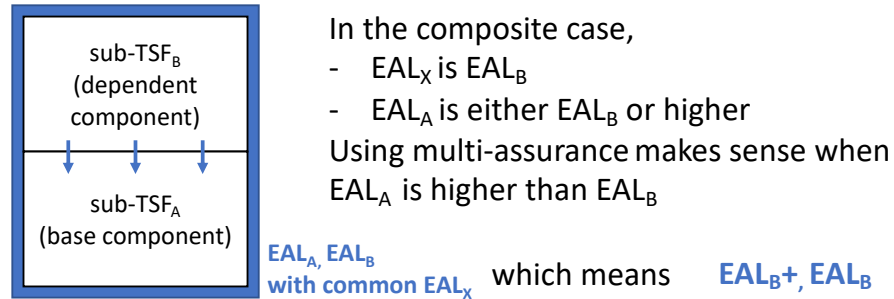 sub-TSFB
(dependent
component)
sub-TSFA
(base component)
In the composite case,
- EALX is EALB
- EALA is either EALB or higher
Using multi-assurance makes sense when
EALA is higher than EALB
EALA, EALB
with common EALX
which means EALB+, EALB